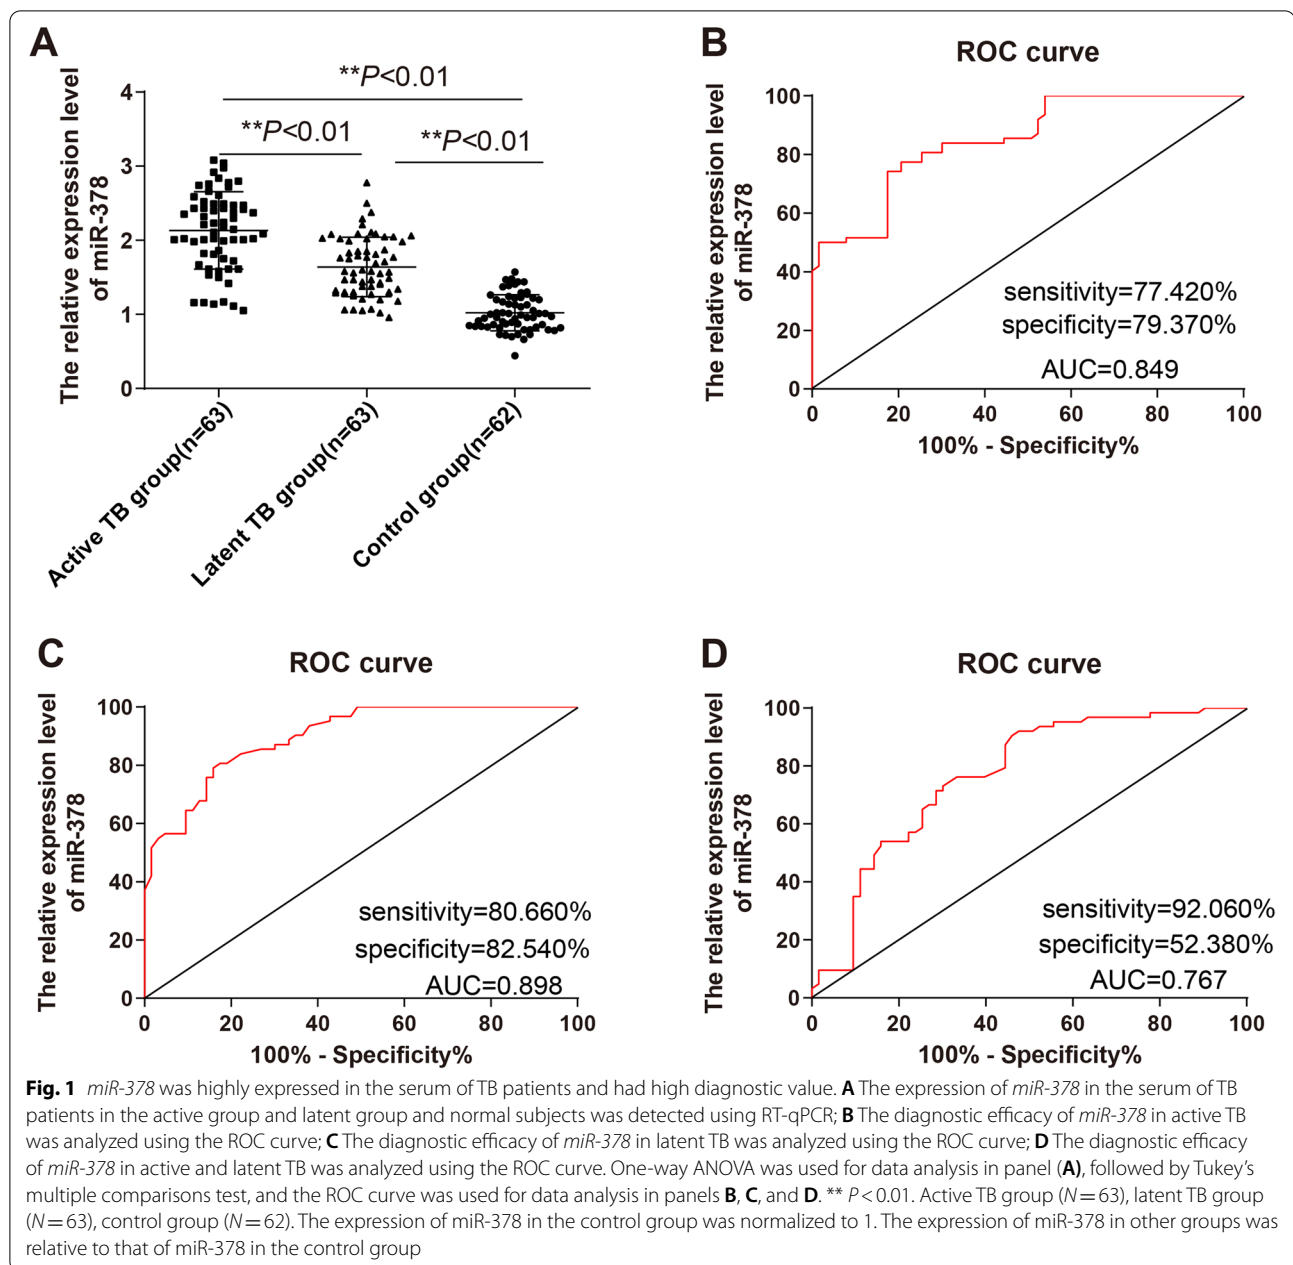 A
**P<0.01
**P<0.01
**P<0.01
The relative expression level
of miR-378
4
3
2
1
0
Active TB group(n=63)
Latent TB group(n=63)
Control group(n=62)
B
ROC curve
The relative expression level
of miR-378
100
80
60
40
20
0
sensitivity=77.420%
specificity=79.370%
AUC=0.849
0 20 40 60 80 100
100% - Specificity%
C
ROC curve
The relative expression level
of miR-378
100
80
60
40
20
0
sensitivity=80.660%
specificity=82.540%
AUC=0.898
0 20 40 60 80 100
100% - Specificity%
D
ROC curve
The relative expression level
of miR-378
100
80
60
40
20
0
sensitivity=92.060%
specificity=52.380%
AUC=0.767
0 20 40 60 80 100
100% - Specificity%
Fig. 1 miR-378 was highly expressed in the serum of TB patients and had high diagnostic value. A The expression of miR-378 in the serum of TB
patients in the active group and latent group and normal subjects was detected using RT-qPCR; B The diagnostic efficacy of miR-378 in active TB
was analyzed using the ROC curve; C The diagnostic efficacy of miR-378 in latent TB was analyzed using the ROC curve; D The diagnostic efficacy
of miR-378 in active and latent TB was analyzed using the ROC curve. One-way ANOVA was used for data analysis in panel (A), followed by Tukey's
multiple comparisons test, and the ROC curve was used for data analysis in panels B, C, and D. ** P < 0.01. Active TB group (N = 63), latent TB group
(N = 63), control group (N = 62). The expression of miR-378 in the control group was normalized to 1. The expression of miR-378 in other groups was
relative to that of miR-378 in the control group